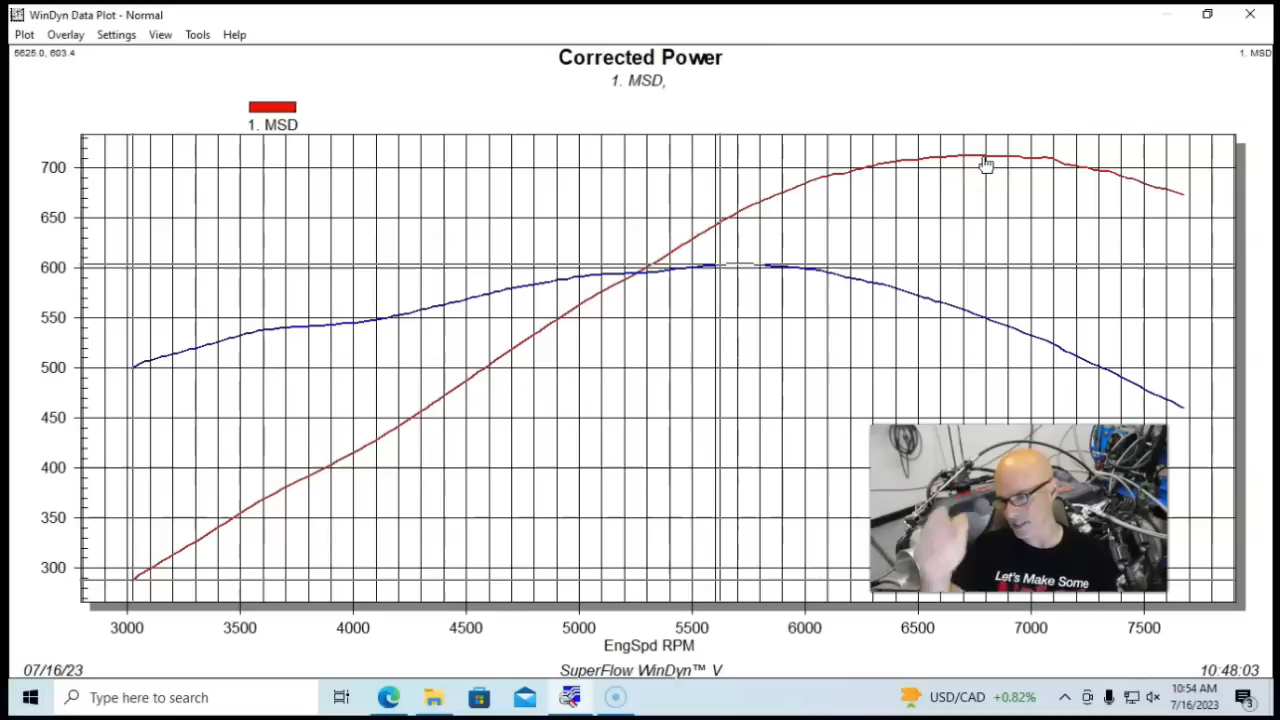 WinDyn Data Plot - Normal
Plot Overlay Settings View Tools Help
5625.0, 603.4
1. MSD
Corrected Power
1. MSD,
1. MSD
700
650
600
550
500
450
400
350
300
3000 3500 4000 4500 5000 5500 6000 6500 7000 7500
EngSpd RPM
07/16/23 SuperFlow WinDyn™ V 10:48:03
Let's Make Some
Type here to search
USD/CAD +0.82%
10:54 AM
7/16/2023
3